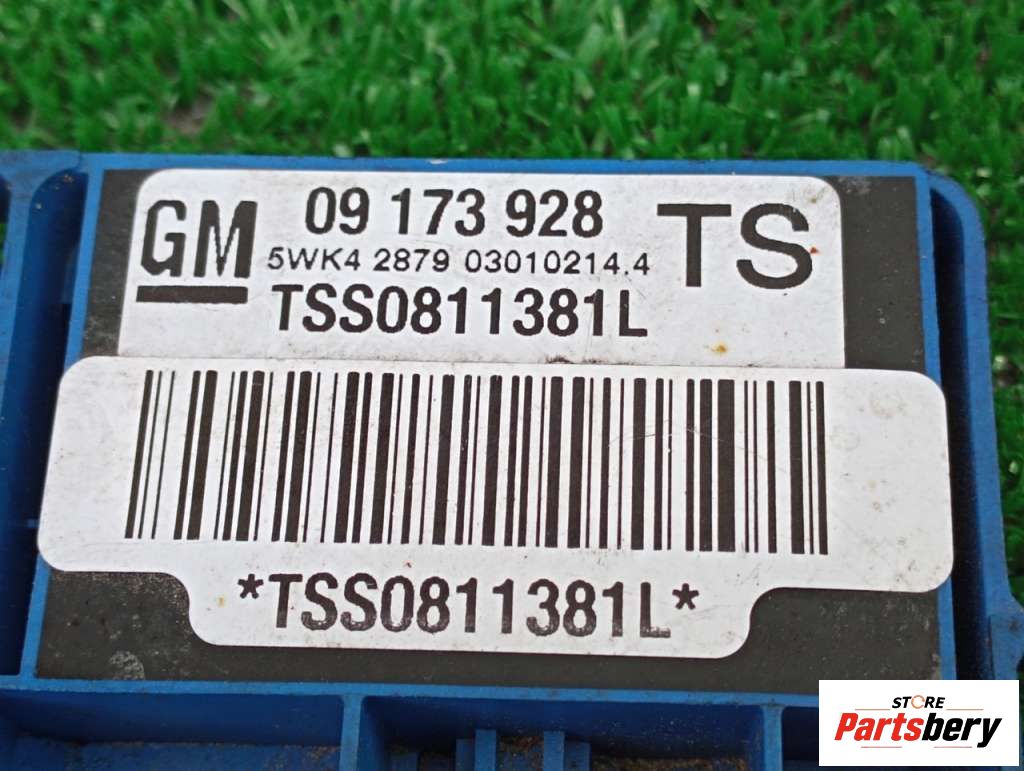 GM
09 173 928
TS
5WK4 2879 03010214.4
TSS0811381L
*TSS0811381L*
STORE
Partsbery